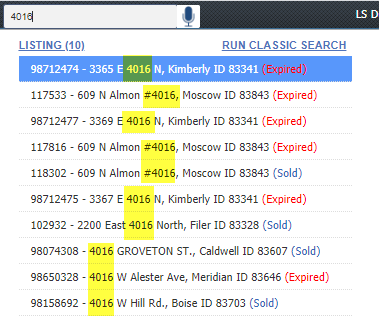 4016
LS D
LISTING (10) RUN CLASSIC SEARCH
98712474 - 3365 E 4016 N, Kimberly ID 83341 (Expired)
117533 - 609 N Almon #4016, Moscow ID 83843 (Expired)
98712477 - 3369 E 4016 N, Kimberly ID 83341 (Expired)
117816 - 609 N Almon #4016, Moscow ID 83843 (Expired)
118302 - 609 N Almon #4016, Moscow ID 83843 (Sold)
98712475 - 3367 E 4016 N, Kimberly ID 83341 (Expired)
102932 - 2200 East 4016 North, Filer ID 83328 (Sold)
98074308 - 4016 GROVETON ST., Caldwell ID 83607 (Sold)
98650328 - 4016 W Alester Ave, Meridian ID 83646 (Expired)
98158692 - 4016 W Hill Rd., Boise ID 83703 (Sold)